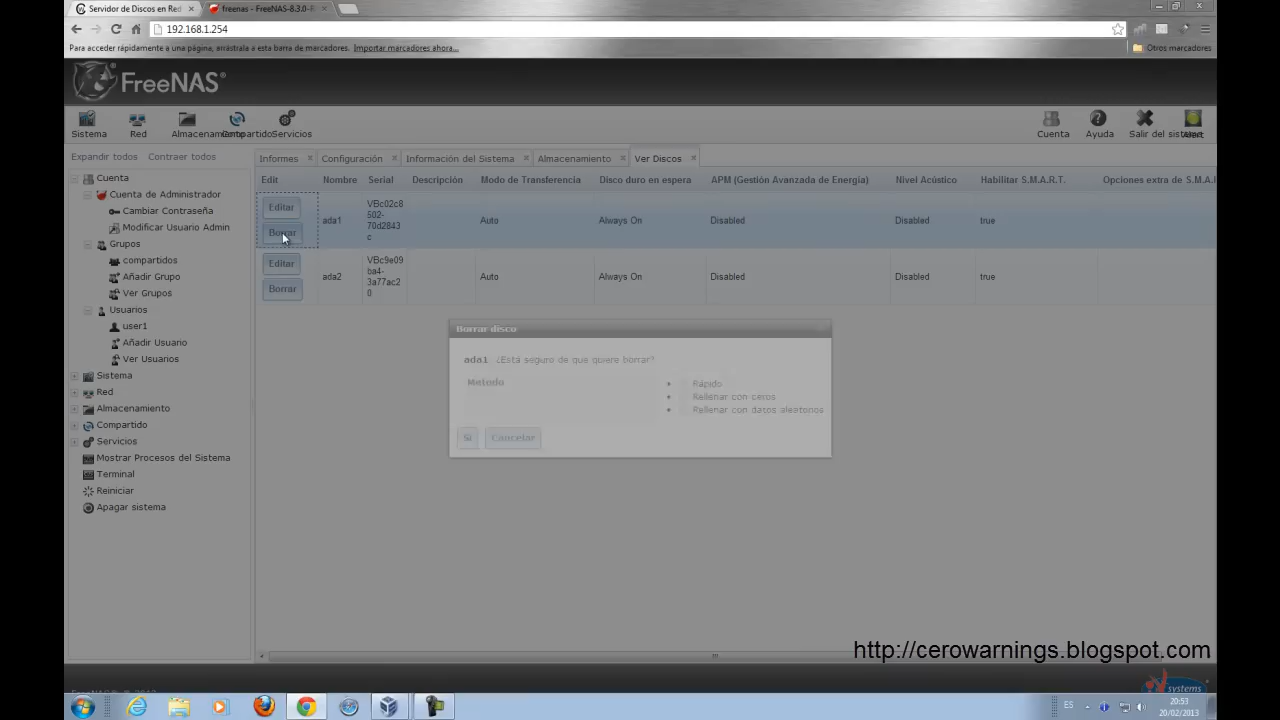 Servidor de Discos en Red
freenas - FreeNAS-8.3.0-R
192.168.1.254
Para acceder rápidamente a una página, arrástrala a esta barra de marcadores. Importar marcadores ahora...
Otros marcadores
FreeNAS®
Sistema
Red
Almacenamiento
Compartido
Servicios
Cuenta
Ayuda
Salir del sistema
Alert
Expandir todos
Contraer todos
Informes
Configuración
Información del Sistema
Almacenamiento
Ver Discos
Edit
Nombre
Serial
Descripción
Modo de Transferencia
Disco duro en espera
APM (Gestión Avanzada de Energía)
Nivel Acústico
Habilitar S.M.A.R.T.
Opciones extra de S.M.A.
Editar
Borrar
ada1
VBc02c8
502-
70d2843
c
Auto
Always On
Disabled
Disabled
true
Editar
Borrar
ada2
VBc9e09
ba4-
3a77ac2
0
Auto
Always On
Disabled
Disabled
true
Cuenta
Cuenta de Administrador
Cambiar Contraseña
Modificar Usuario Admin
Grupos
compartidos
Añadir Grupo
Ver Grupos
Usuarios
user1
Añadir Usuario
Ver Usuarios
Sistema
Red
Almacenamiento
Compartido
Servicios
Mostrar Procesos del Sistema
Terminal
Reiniciar
Apagar sistema
Borrar disco
ada1 ¿Está seguro de que quiere borrar?
Metodo
Rápido
Rellenar con ceros
Rellenar con datos aleatorios
Sí
Cancelar
http://cerowarnings.blogspot.com
systems
ES
20:53
20/02/2013